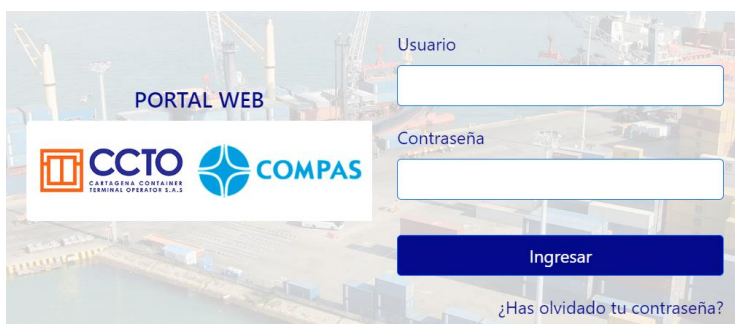 PORTAL WEB
CCTO
CARTAGENA CONTAINER
TERMINAL OPERATOR S.A.S
COMPAS
Usuario
Contraseña
Ingresar
¿Has olvidado tu contraseña?